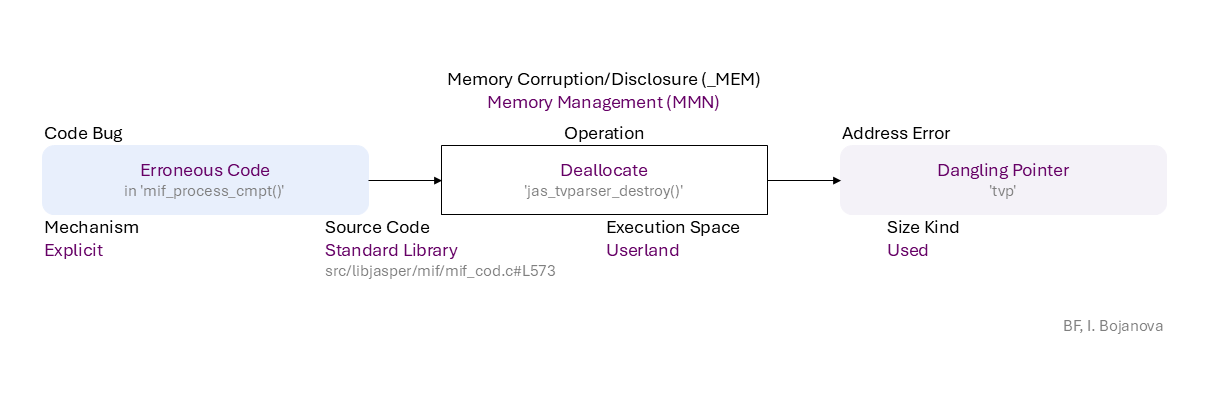 Memory Corruption/Disclosure (_MEM)
Memory Management (MMN)
Code Bug
Operation
Address Error
Erroneous Code
in 'mif_process_cmpt()'
Deallocate
'jas_tvparser_destroy()'
Dangling Pointer
'tvp'
Mechanism
Explicit
Source Code
Standard Library
src/libjasper/mif/mif_cod.c#L573
Execution Space
Userland
Size Kind
Used
BF, I. Bojanova